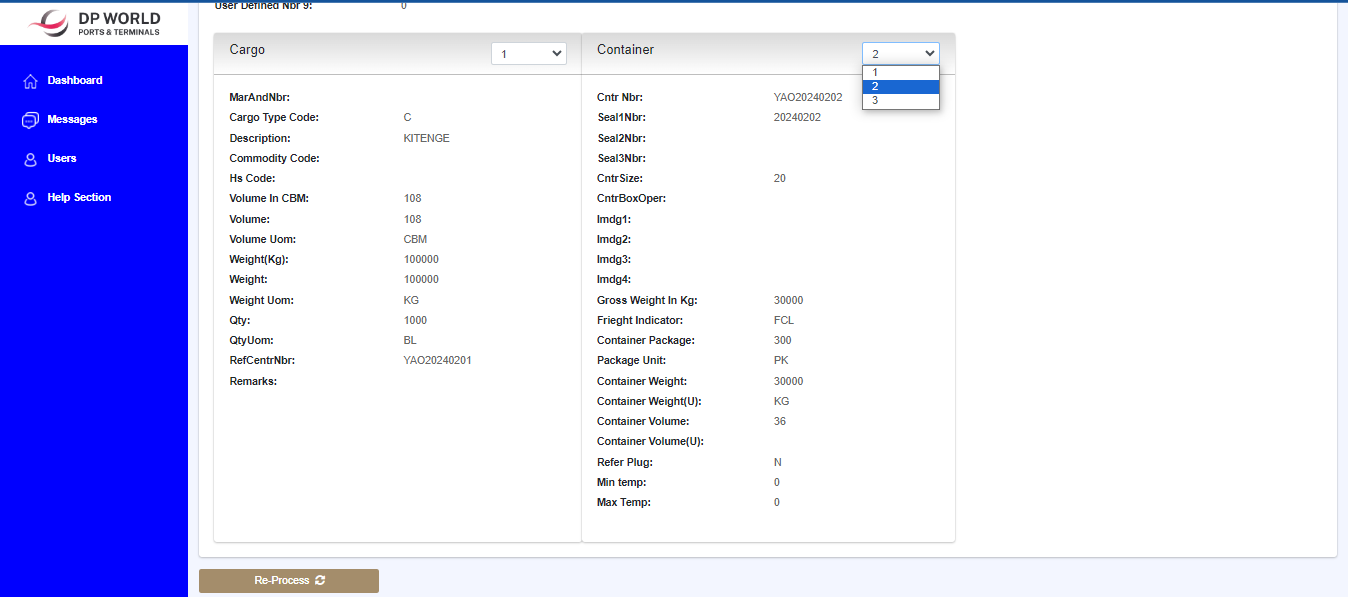 User Defined Nbr 9: 0
DP WORLD
PORTS & TERMINALS
Dashboard
Messages
Users
Help Section
Cargo 1
MarAndNbr:
Cargo Type Code: C
Description: KITENGE
Commodity Code:
Hs Code:
Volume In CBM: 108
Volume: 108
Volume Uom: CBM
Weight(Kg): 100000
Weight: 100000
Weight Uom: KG
Qty: 1000
QtyUom: BL
RefCentrNbr: YAO20240201
Remarks:
Container 2
1
2
3
Cntr Nbr: YAO20240202
Seal1Nbr: 20240202
Seal2Nbr:
Seal3Nbr:
CntrSize: 20
CntrBoxOper:
Imdg1:
Imdg2:
Imdg3:
Imdg4:
Gross Weight In Kg: 30000
Frieght Indicator: FCL
Container Package: 300
Package Unit: PK
Container Weight: 30000
Container Weight(U): KG
Container Volume: 36
Container Volume(U):
Refer Plug: N
Min temp: 0
Max Temp: 0
Re-Process